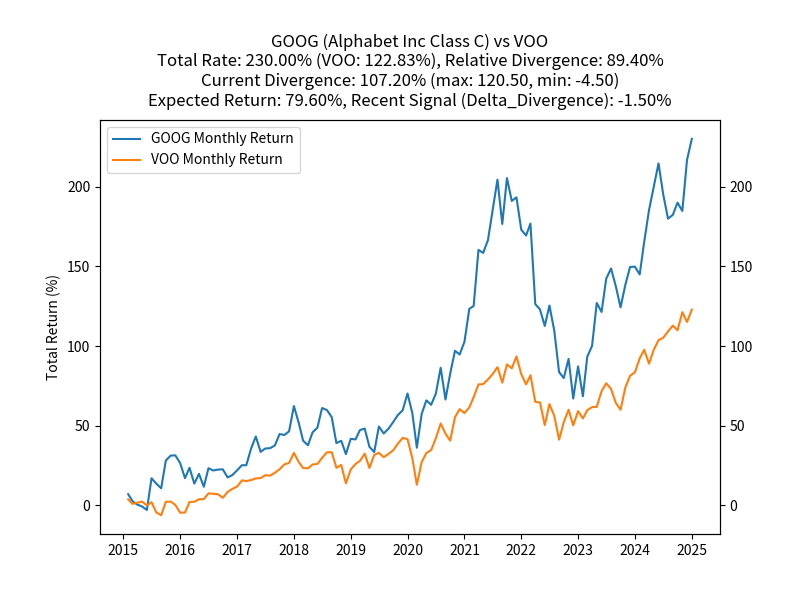 GOOG (Alphabet Inc Class C) vs VOO
Total Rate: 230.00% (VOO: 122.83%), Relative Divergence: 89.40%
Current Divergence: 107.20% (max: 120.50, min: -4.50)
Expected Return: 79.60%, Recent Signal (Delta_Divergence): -1.50%
GOOG Monthly Return
VOO Monthly Return
Total Return (%)
200
150
100
50
0
200
150
100
50
0
2015 2016 2017 2018 2019 2020 2021 2022 2023 2024 2025